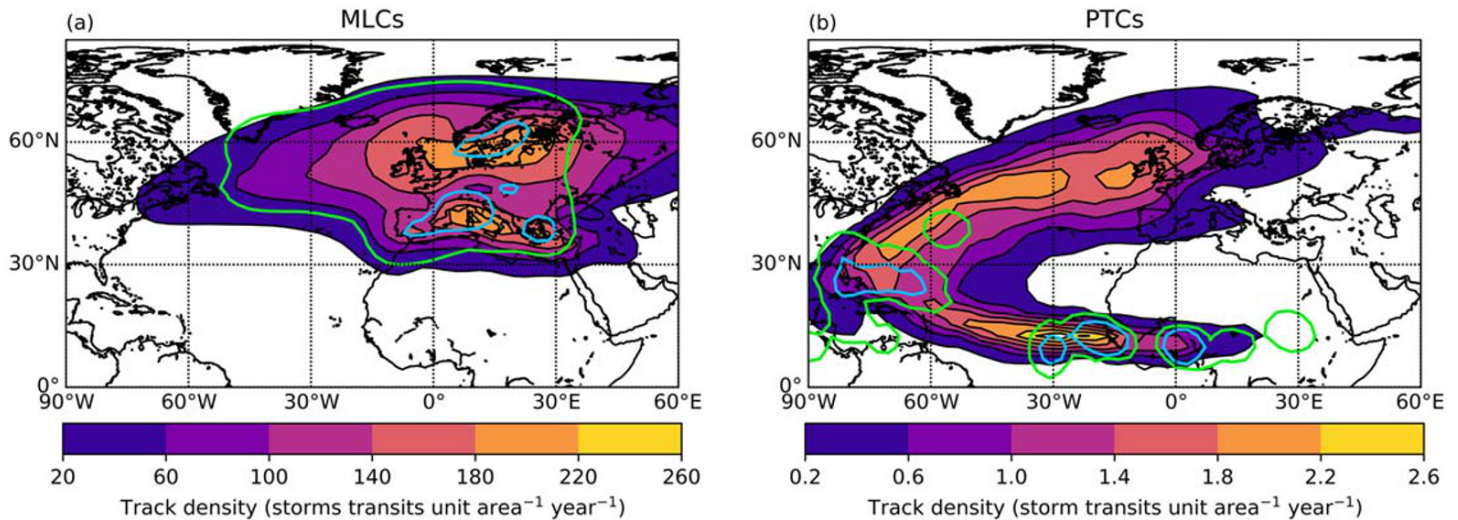 (a) MLCs
(b) PTCs
60°N
30°N
0°
90°W 60°W 30°W 0° 30°E 60°E
60°N
30°N
0°
90°W 60°W 30°W 0° 30°E 60°E
20 60 100 140 180 220 260
Track density (storms transits unit area⁻¹ year⁻¹)
0.2 0.6 1.0 1.4 1.8 2.2 2.6
Track density (storm transits unit area⁻¹ year⁻¹)